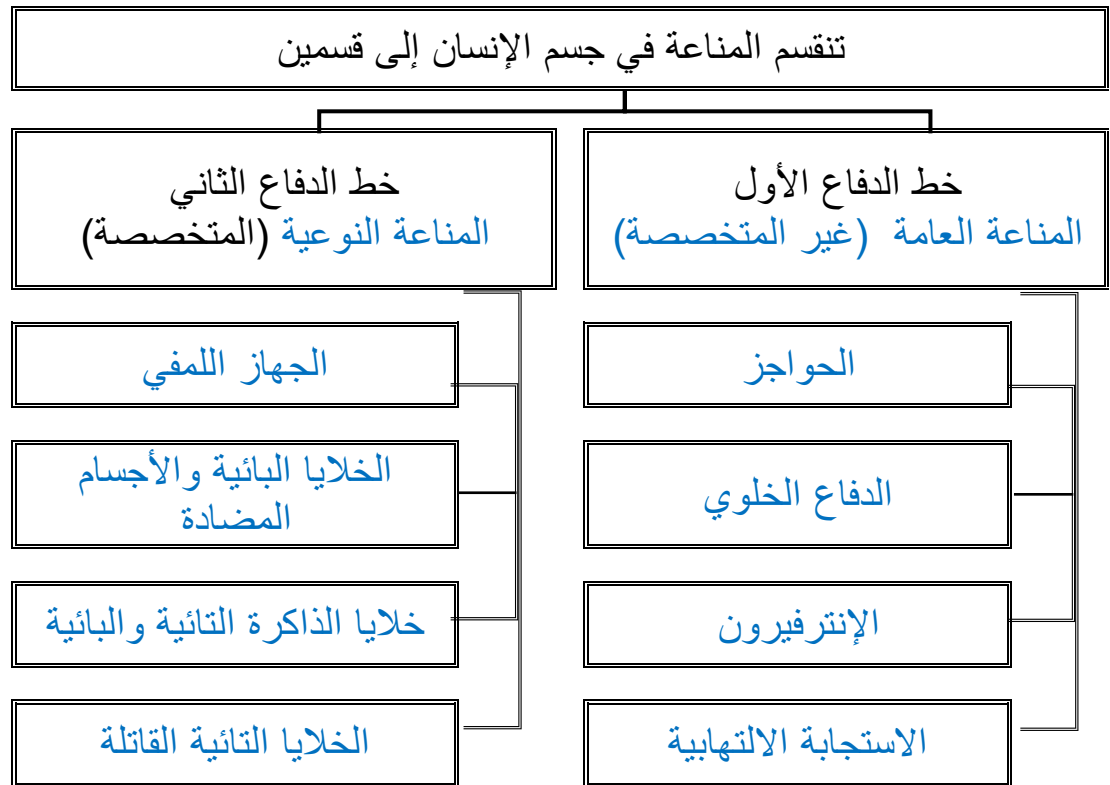 تنقسم المناعة في جسم الإنسان إلى قسمين
خط الدفاع الأول
المناعة العامة (غير المتخصصة)
خط الدفاع الثاني
المناعة النوعية (المتخصصة)
الحواجز
الجهاز اللمفي
الدفاع الخلوي
الخلايا البائية والأجسام
المضادة
الإنترفيرون
خلايا الذاكرة التائية والبائية
الاستجابة الالتهابية
الخلايا التائية القاتلة